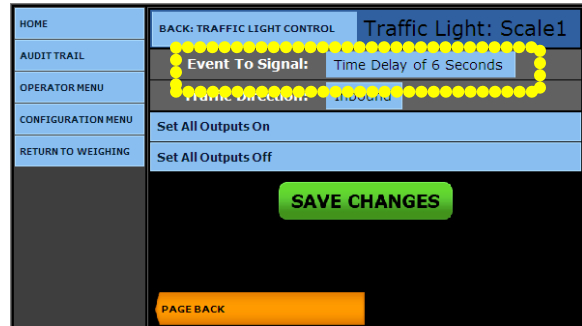 HOME
AUDIT TRAIL
OPERATOR MENU
CONFIGURATION MENU
RETURN TO WEIGHING
BACK: TRAFFIC LIGHT CONTROL
Traffic Light: Scale1
Event To Signal: Time Delay of 6 Seconds
Traffic Direction: Inbound
Set All Outputs On
Set All Outputs Off
SAVE CHANGES
PAGE BACK